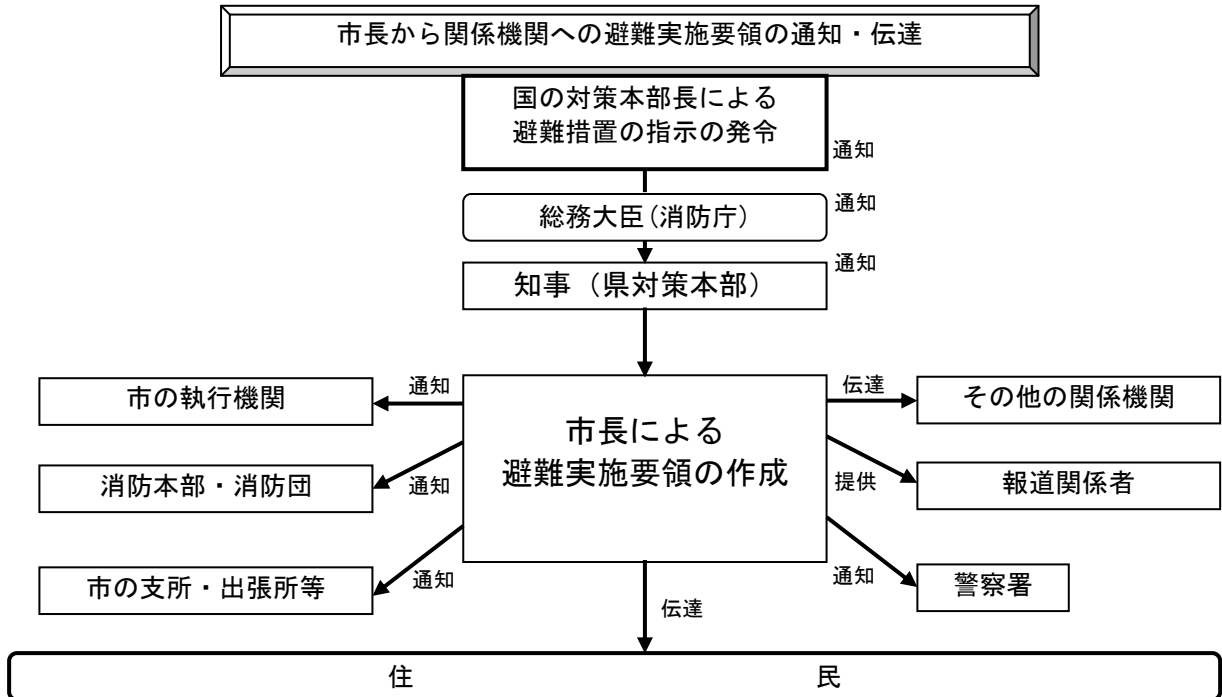 市長から関係機関への避難実施要領の通知・伝達
国の対策本部長による
避難措置の指示の発令
通知
総務大臣(消防庁)
通知
知事（県対策本部）
通知
市の執行機関
通知
伝達
その他の関係機関
市長による
避難実施要領の作成
消防本部・消防団
通知
提供
報道関係者
市の支所・出張所等
通知
通知
警察署
伝達
住 民